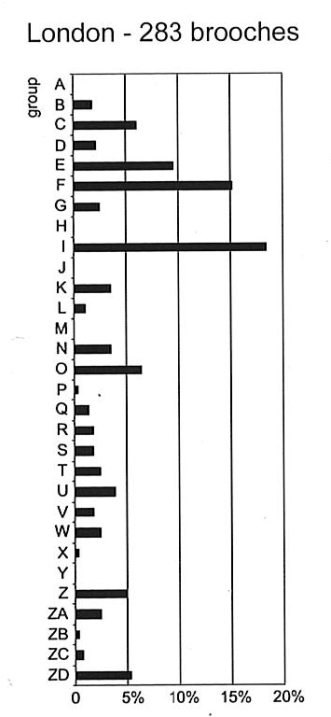 London - 283 brooches
group
A
B
C
D
E
F
G
H
I
J
K
L
M
N
O
P
Q
R
S
T
U
V
W
X
Y
Z
ZA
ZB
ZC
ZD
0 5% 10% 15% 20%